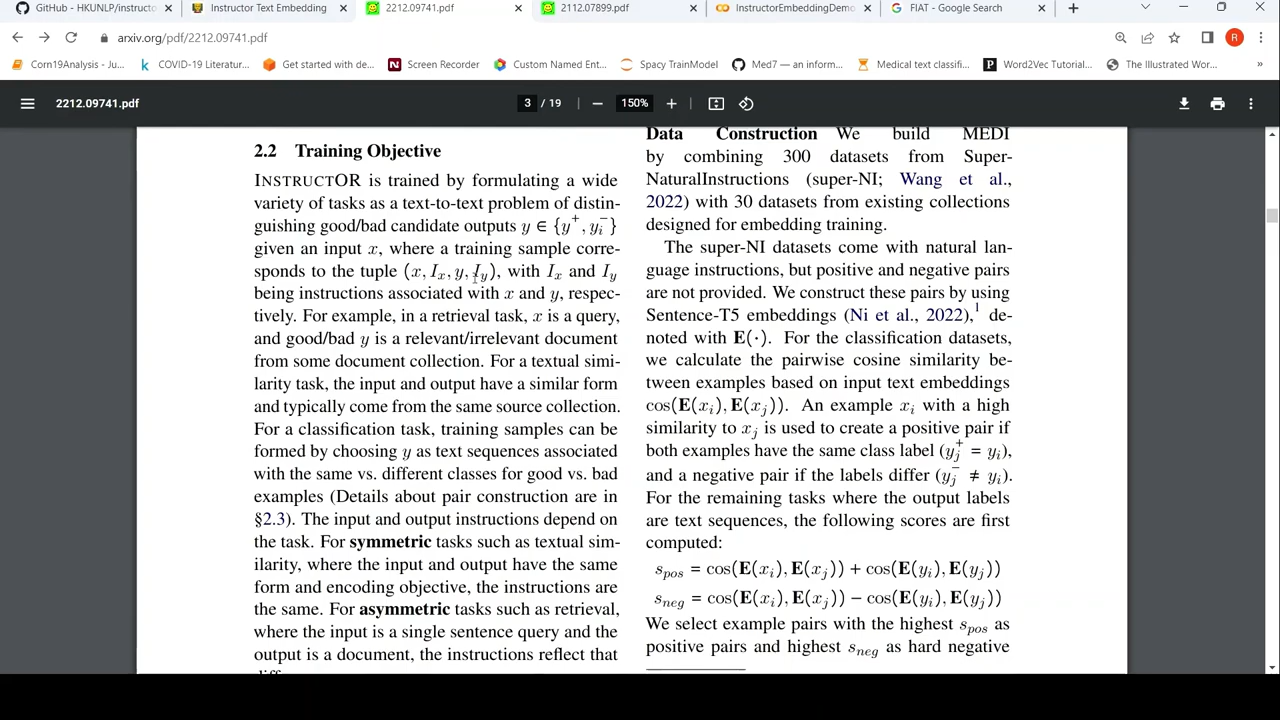 GitHub - HKUNLP/instructo
Instructor Text Embedding
2212.09741.pdf
2112.07899.pdf
InstructorEmbeddingDemo
FIAT - Google Search
arxiv.org/pdf/2212.09741.pdf
R
Corn19Analysis - Ju...
COVID-19 Literatur...
Get started with de...
Screen Recorder
Custom Named Ent...
Spacy TrainModel
Med7 — an inform...
Medical text classifi...
Word2Vec Tutorial...
The Illustrated Wor...
»
2212.09741.pdf
3 / 19
150%
2.2 Training Objective
INSTRUCTOR is trained by formulating a wide
variety of tasks as a text-to-text problem of distin-
guishing good/bad candidate outputs y ∈ {y⁺, yᵢ⁻}
given an input x, where a training sample corre-
sponds to the tuple (x, I_x, y, I_y), with I_x and I_y
being instructions associated with x and y, respec-
tively. For example, in a retrieval task, x is a query,
and good/bad y is a relevant/irrelevant document
from some document collection. For a textual simi-
larity task, the input and output have a similar form
and typically come from the same source collection.
For a classification task, training samples can be
formed by choosing y as text sequences associated
with the same vs. different classes for good vs. bad
examples (Details about pair construction are in
§2.3). The input and output instructions depend on
the task. For symmetric tasks such as textual sim-
ilarity, where the input and output have the same
form and encoding objective, the instructions are
the same. For asymmetric tasks such as retrieval,
where the input is a single sentence query and the
output is a document, the instructions reflect that
Data Construction We build MEDI
by combining 300 datasets from Super-
NaturalInstructions (super-NI; Wang et al.,
2022) with 30 datasets from existing collections
designed for embedding training.
The super-NI datasets come with natural lan-
guage instructions, but positive and negative pairs
are not provided. We construct these pairs by using
Sentence-T5 embeddings (Ni et al., 2022),¹ de-
noted with E(·). For the classification datasets,
we calculate the pairwise cosine similarity be-
tween examples based on input text embeddings
cos(E(xᵢ), E(xⱼ)). An example xᵢ with a high
similarity to xⱼ is used to create a positive pair if
both examples have the same class label (yⱼ⁺ = yᵢ),
and a negative pair if the labels differ (yⱼ⁻ ≠ yᵢ).
For the remaining tasks where the output labels
are text sequences, the following scores are first
computed:
s_pos = cos(E(xᵢ), E(xⱼ)) + cos(E(yᵢ), E(yⱼ))
s_neg = cos(E(xᵢ), E(xⱼ)) − cos(E(yᵢ), E(yⱼ))
We select example pairs with the highest s_pos as
positive pairs and highest s_neg as hard negative